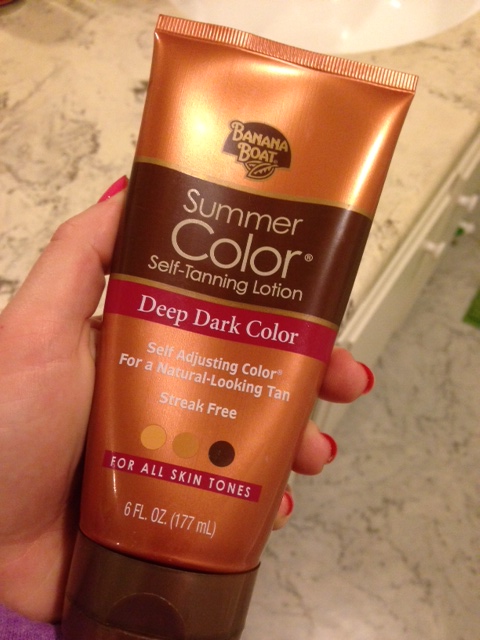 BANANA
BOAT
Summer
Color®
Self-Tanning Lotion
Deep Dark Color
Self Adjusting Color®
For a Natural-Looking Tan
Streak Free
FOR ALL SKIN TONES
6 FL. OZ. (177 mL)